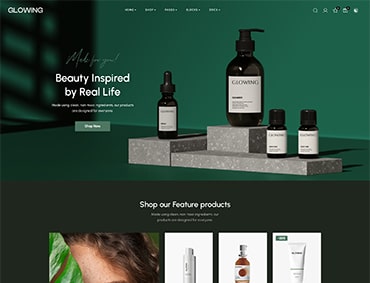 GLOWING
HOME SHOP PAGES BLOCKS DOCS
Made for you!
Beauty Inspired
by Real Life
Made using clean, non-toxic ingredients, our products
are designed for everyone.
Shop Now
GLOWING
GLOWING
GLOWING
GLOWING
Shop our Feature products
Made using clean, non-toxic ingredients, our
products are designed for everyone.